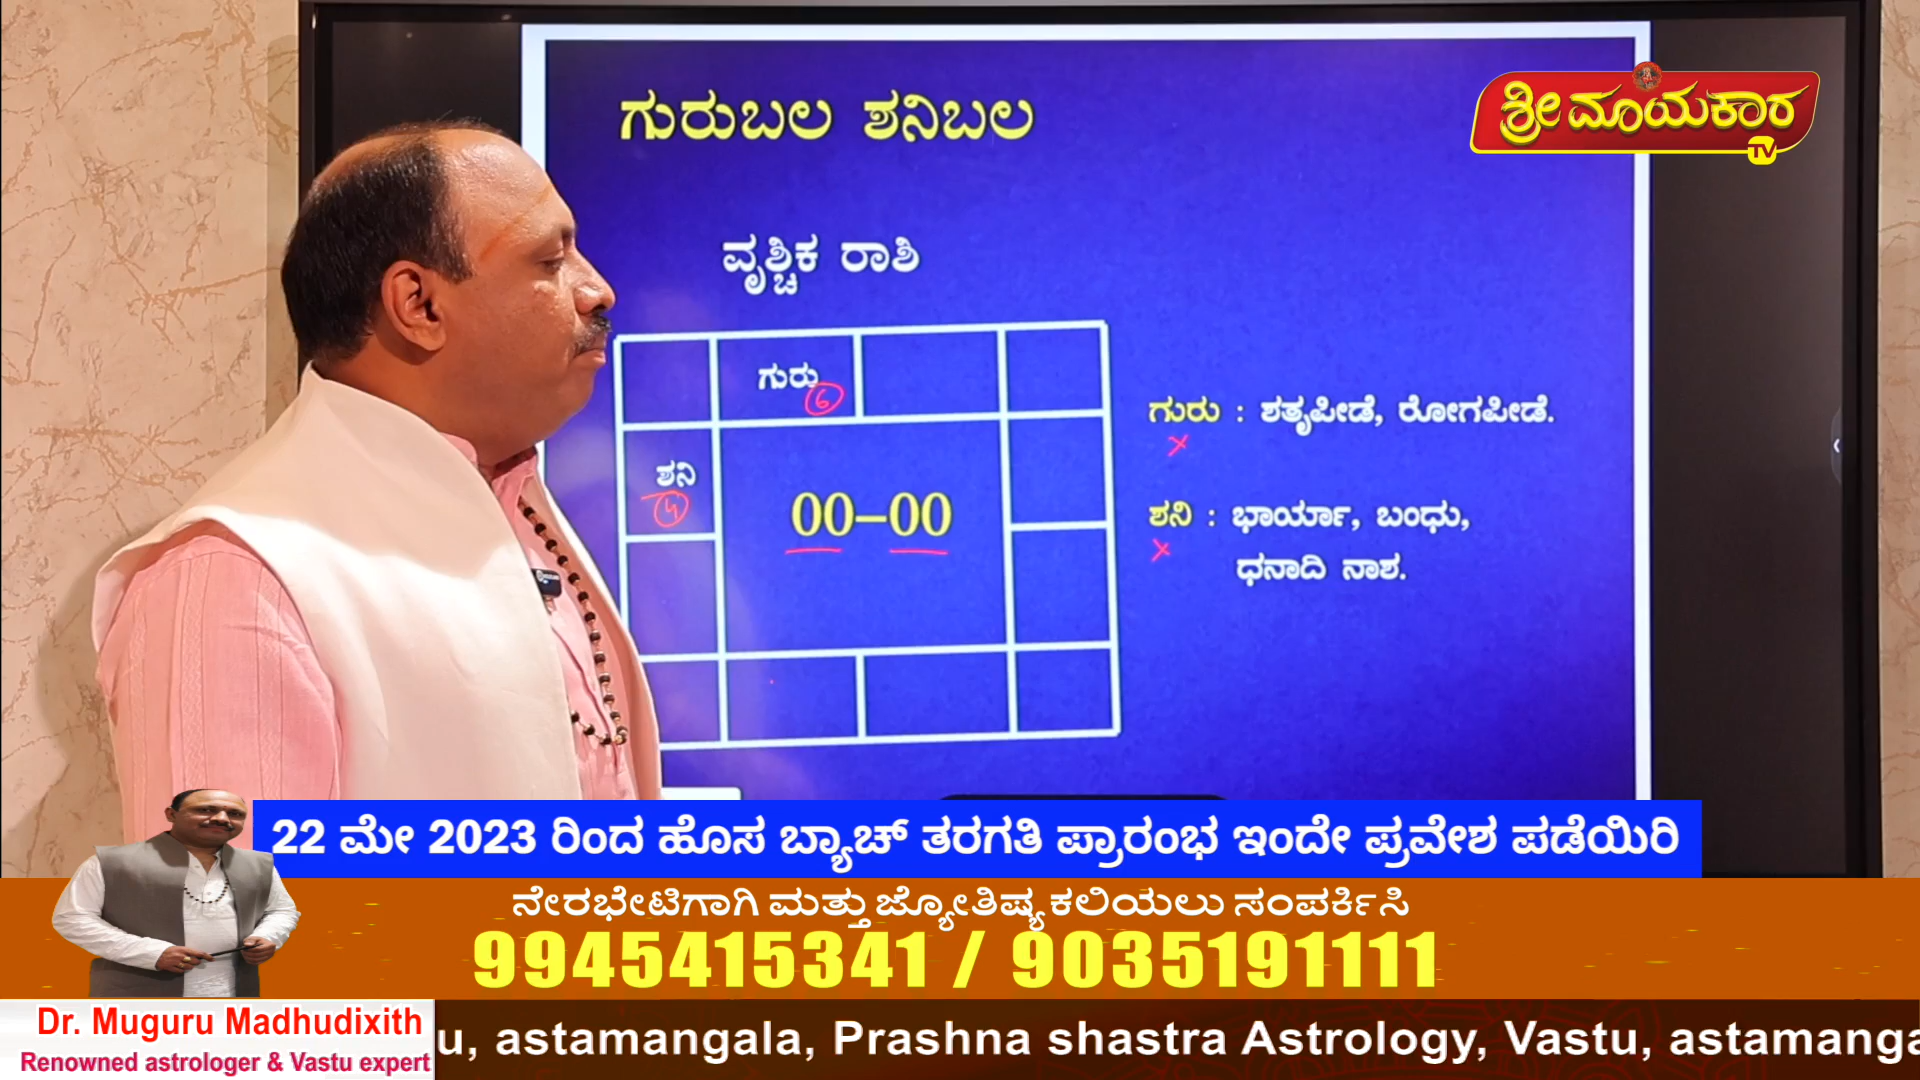 ಗುರುಬಲ ಶನಿಬಲ
ಶ್ರೀ ಮಾಯಕಾರ
TV
ವೃಶ್ಚಿಕ ರಾಶಿ
ಗುರು
6
ಶನಿ
4
00–00
ಗುರು : ಶತೃಪೀಡೆ, ರೋಗಪೀಡೆ.
ಶನಿ : ಭಾರ್ಯಾ, ಬಂಧು,
ಧನಾದಿ ನಾಶ.
22 ಮೇ 2023 ರಿಂದ ಹೊಸ ಬ್ಯಾಚ್ ತರಗತಿ ಪ್ರಾರಂಭ ಇಂದೇ ಪ್ರವೇಶ ಪಡೆಯಿರಿ
ನೇರಭೇಟಿಗಾಗಿ ಮತ್ತು ಜ್ಯೋತಿಷ್ಯ ಕಲಿಯಲು ಸಂಪರ್ಕಿಸಿ
9945415341 / 9035191111
Dr. Muguru Madhudixith
Renowned astrologer & Vastu expert
u, astamangala, Prashna shastra Astrology, Vastu, astamanga